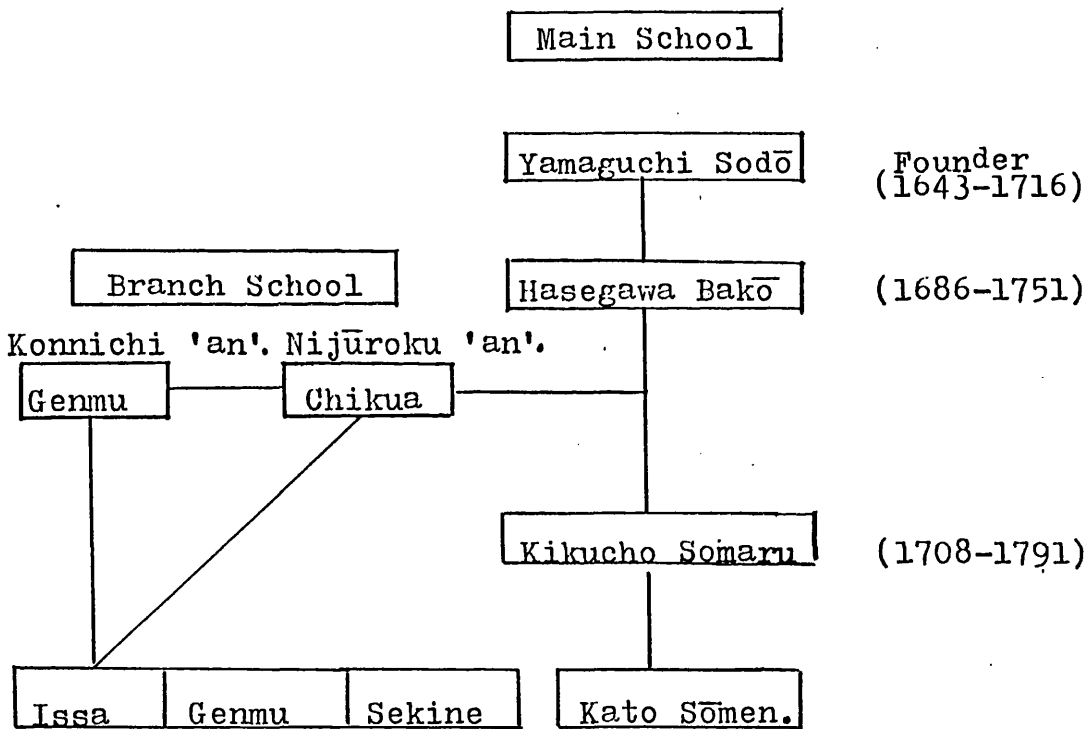 Main School
Yamaguchi Sodō
Founder
(1643-1716)
Branch School
Hasegawa Bakō
(1686-1751)
Konnichi 'an'. Nijūroku 'an'.
Genmu
Chikua
Kikucho Somaru
(1708-1791)
Issa
Genmu
Sekine
Kato Sōmen.